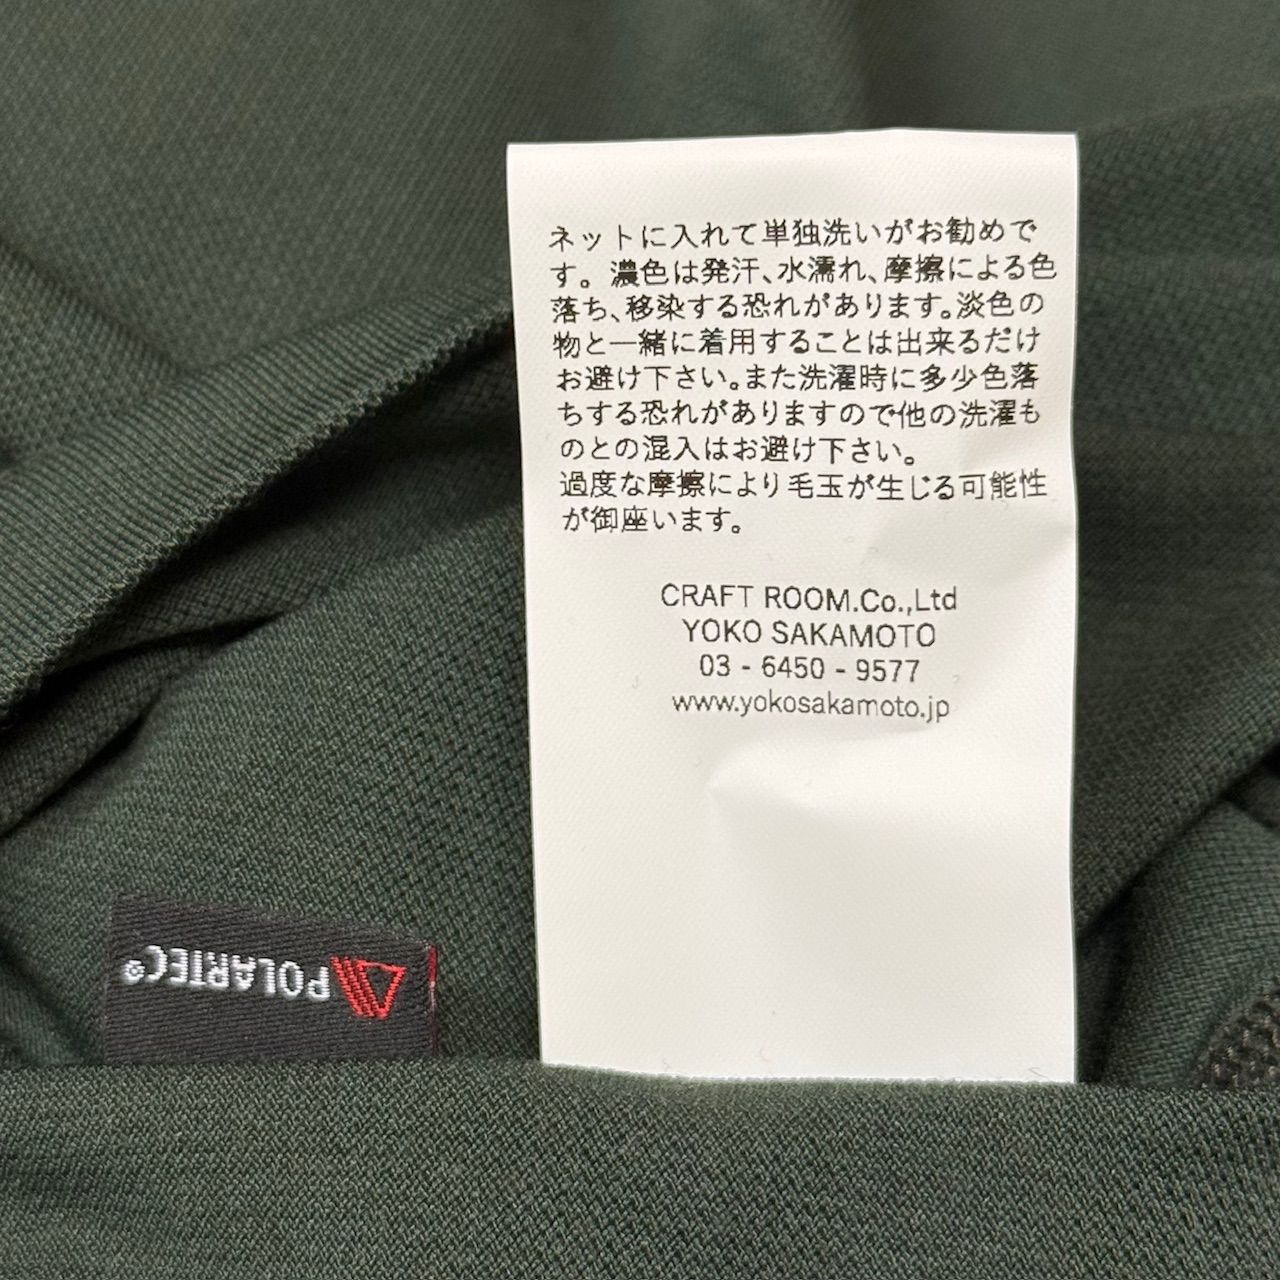 ネットに入れて単独洗いがお勧めで
す。濃色は発汗、水濡れ、摩擦による色
落ち、移染する恐れがあります。淡色の
物と一緒に着用することは出来るだけ
お避け下さい。また洗濯時に多少色落
ちする恐れがありますので他の洗濯も
のとの混入はお避け下さい。
過度な摩擦により毛玉が生じる可能性
が御座います。
CRAFT ROOM.Co.,Ltd
YOKO SAKAMOTO
03 - 6450 - 9577
www.yokosakamoto.jp
POLARTEC®